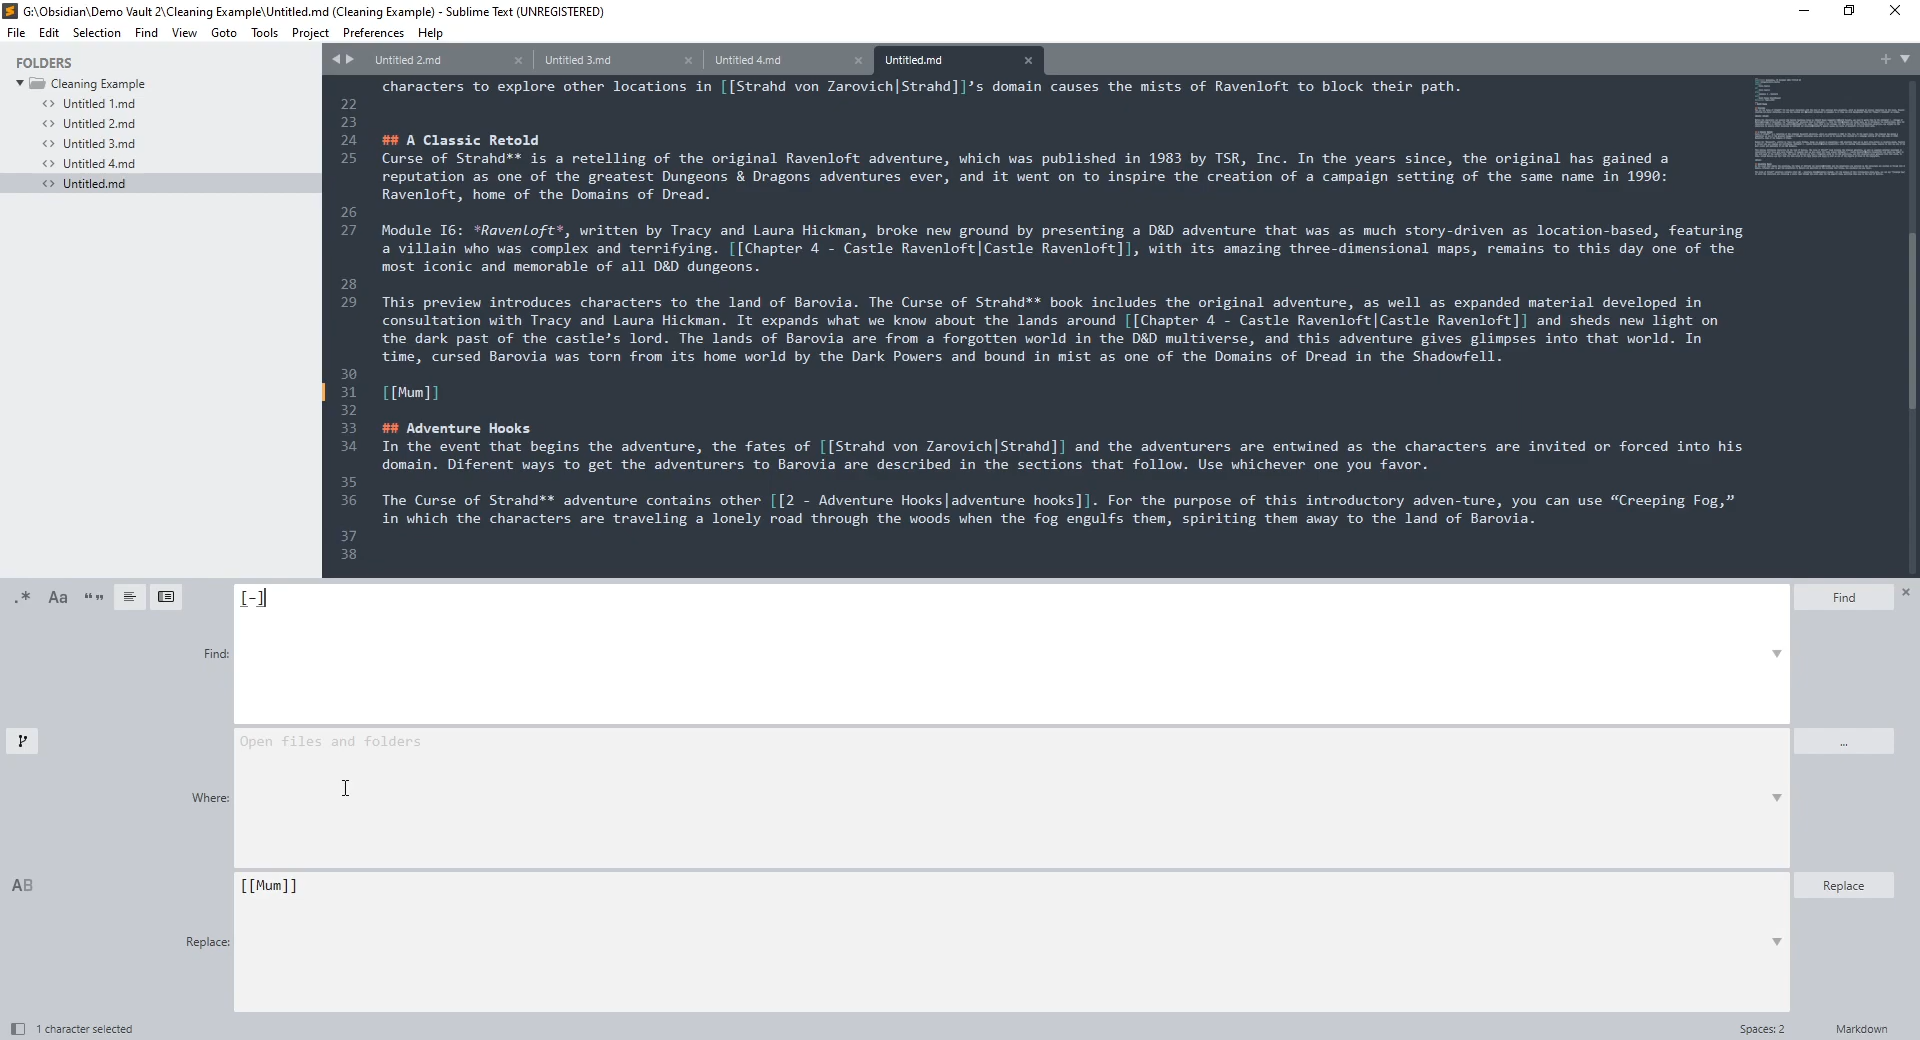 G:\Obsidian\Demo Vault 2\Cleaning Example\Untitled.md (Cleaning Example) - Sublime Text (UNREGISTERED)
File Edit Selection Find View Goto Tools Project Preferences Help
FOLDERS
Cleaning Example
Untitled 1.md
Untitled 2.md
Untitled 3.md
Untitled 4.md
Untitled.md
Untitled 2.md Untitled 3.md Untitled 4.md Untitled.md
characters to explore other locations in [[Strahd von Zarovich|Strahd]]’s domain causes the mists of Ravenloft to block their path.
22
23
24 ## A Classic Retold
25 Curse of Strahd** is a retelling of the original Ravenloft adventure, which was published in 1983 by TSR, Inc. In the years since, the original has gained a
reputation as one of the greatest Dungeons & Dragons adventures ever, and it went on to inspire the creation of a campaign setting of the same name in 1990:
Ravenloft, home of the Domains of Dread.
26
27 Module I6: *Ravenloft*, written by Tracy and Laura Hickman, broke new ground by presenting a D&D adventure that was as much story-driven as location-based, featuring
a villain who was complex and terrifying. [[Chapter 4 - Castle Ravenloft|Castle Ravenloft]], with its amazing three-dimensional maps, remains to this day one of the
most iconic and memorable of all D&D dungeons.
28
29 This preview introduces characters to the land of Barovia. The Curse of Strahd** book includes the original adventure, as well as expanded material developed in
consultation with Tracy and Laura Hickman. It expands what we know about the lands around [[Chapter 4 - Castle Ravenloft|Castle Ravenloft]] and sheds new light on
the dark past of the castle’s lord. The lands of Barovia are from a forgotten world in the D&D multiverse, and this adventure gives glimpses into that world. In
time, cursed Barovia was torn from its home world by the Dark Powers and bound in mist as one of the Domains of Dread in the Shadowfell.
30
31 [[Mum]]
32
33 ## Adventure Hooks
34 In the event that begins the adventure, the fates of [[Strahd von Zarovich|Strahd]] and the adventurers are entwined as the characters are invited or forced into his
domain. Diferent ways to get the adventurers to Barovia are described in the sections that follow. Use whichever one you favor.
35
36 The Curse of Strahd** adventure contains other [[2 - Adventure Hooks|adventure hooks]]. For the purpose of this introductory adven-ture, you can use “Creeping Fog,”
in which the characters are traveling a lonely road through the woods when the fog engulfs them, spiriting them away to the land of Barovia.
37
38
.* Aa “” [-] Find
Find:
Open files and folders ...
Where:
AB [[Mum]] Replace
Replace:
1 character selected Spaces: 2 Markdown